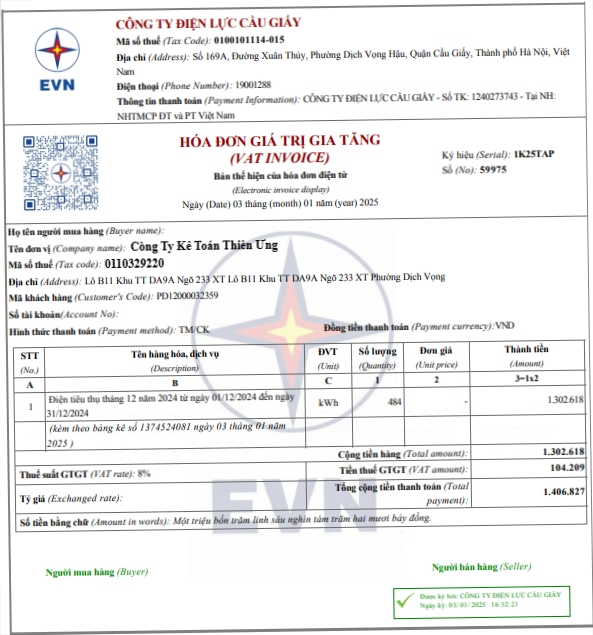 CÔNG TY ĐIỆN LỰC CẦU GIẤY
Mã số thuế (Tax Code): 0100101114-015
Địa chỉ (Address): Số 169A, Đường Xuân Thủy, Phường Dịch Vọng Hậu, Quận Cầu Giấy, Thành phố Hà Nội, Việt
Nam
Điện thoại (Phone Number): 19001288
Thông tin thanh toán (Payment Information): CÔNG TY ĐIỆN LỰC CẦU GIẤY - Số TK: 1240273743 - Tại NH:
NHTMCP ĐT và PT Việt Nam
EVN
HÓA ĐƠN GIÁ TRỊ GIA TĂNG
(VAT INVOICE)
Bản thể hiện của hóa đơn điện tử
(Electronic invoice display)
Ngày (Date) 03 tháng (month) 01 năm (year) 2025
Ký hiệu (Serial): 1K25TAP
Số (No): 59975
Họ tên người mua hàng (Buyer name):
Tên đơn vị (Company name): Công Ty Kế Toán Thiên Ưng
Mã số thuế (Tax code): 0110329220
Địa chỉ (Address): Lô B11 Khu TT DA9A Ngõ 233 XT Lô B11 Khu TT DA9A Ngõ 233 XT Phường Dịch Vọng
Mã khách hàng (Customer's Code): PD12000032359
Số tài khoản(Account No):
Hình thức thanh toán (Payment method): TM/CK
Đồng tiền thanh toán (Payment currency):VND
STT (No.) Tên hàng hóa, dịch vụ (Description) ĐVT (Unit) Số lượng (Quantity) Đơn giá (Unit price) Thành tiền (Amount)
A B C 1 2 3=1x2
1 Điện tiêu thụ tháng 12 năm 2024 từ ngày 01/12/2024 đến ngày 31/12/2024 kWh 484 - 1.302.618
(kèm theo bảng kê số 1374524081 ngày 03 tháng 01 năm
2025 )
Cộng tiền hàng (Total amount): 1.302.618
Thuế suất GTGT (VAT rate): 8% Tiền thuế GTGT (VAT amount): 104.209
Tỷ giá (Exchanged rate): Tổng cộng tiền thanh toán (Total payment): 1.406.827
Số tiền bằng chữ (Amount in words): Một triệu bốn trăm linh sáu nghìn tám trăm hai mươi bảy đồng.
EVN
Người mua hàng (Buyer)
Người bán hàng (Seller)
Được ký bởi: CÔNG TY ĐIỆN LỰC CẦU GIẤY
Ngày ký: 03/01/2025 16:52:21